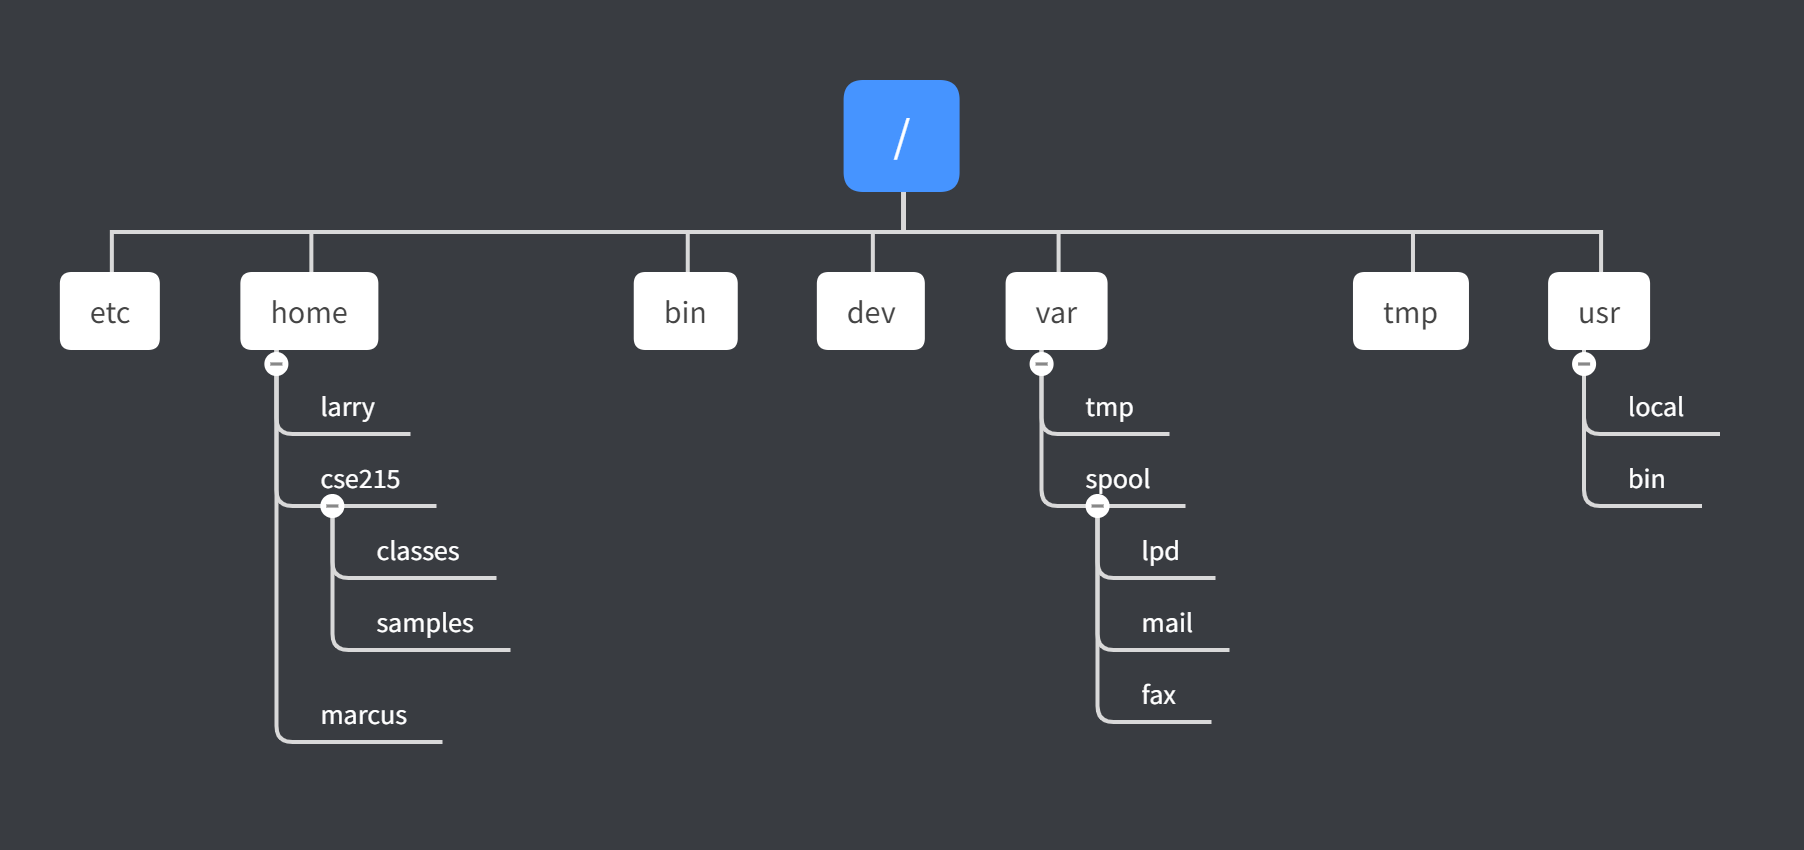 /
etc
home
bin
dev
var
tmp
usr
larry
cse215
classes
samples
marcus
tmp
spool
lpd
mail
fax
local
bin